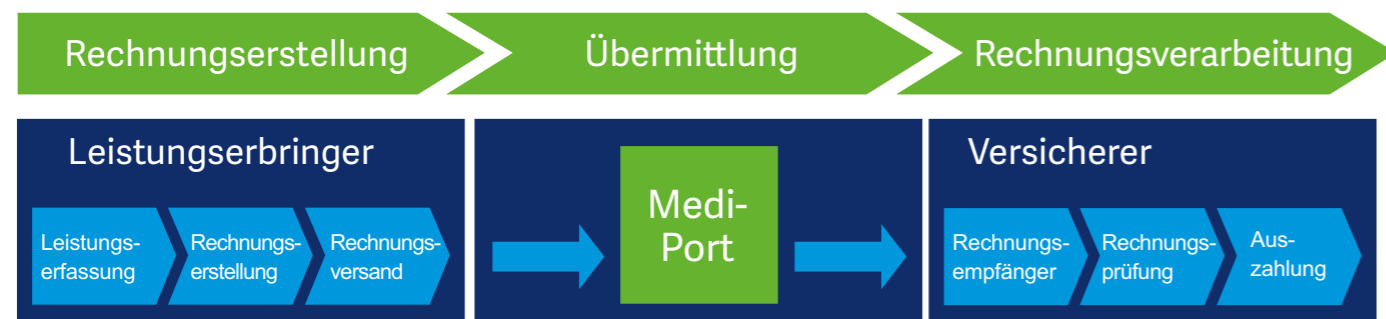 Rechnungserstellung
Übermittlung
Rechnungsverarbeitung
Leistungserbringer
Leistungs-
erfassung
Rechnungs-
erstellung
Rechnungs-
versand
Medi-
Port
Versicherer
Rechnungs-
empfänger
Rechnungs-
prüfung
Aus-
zahlung